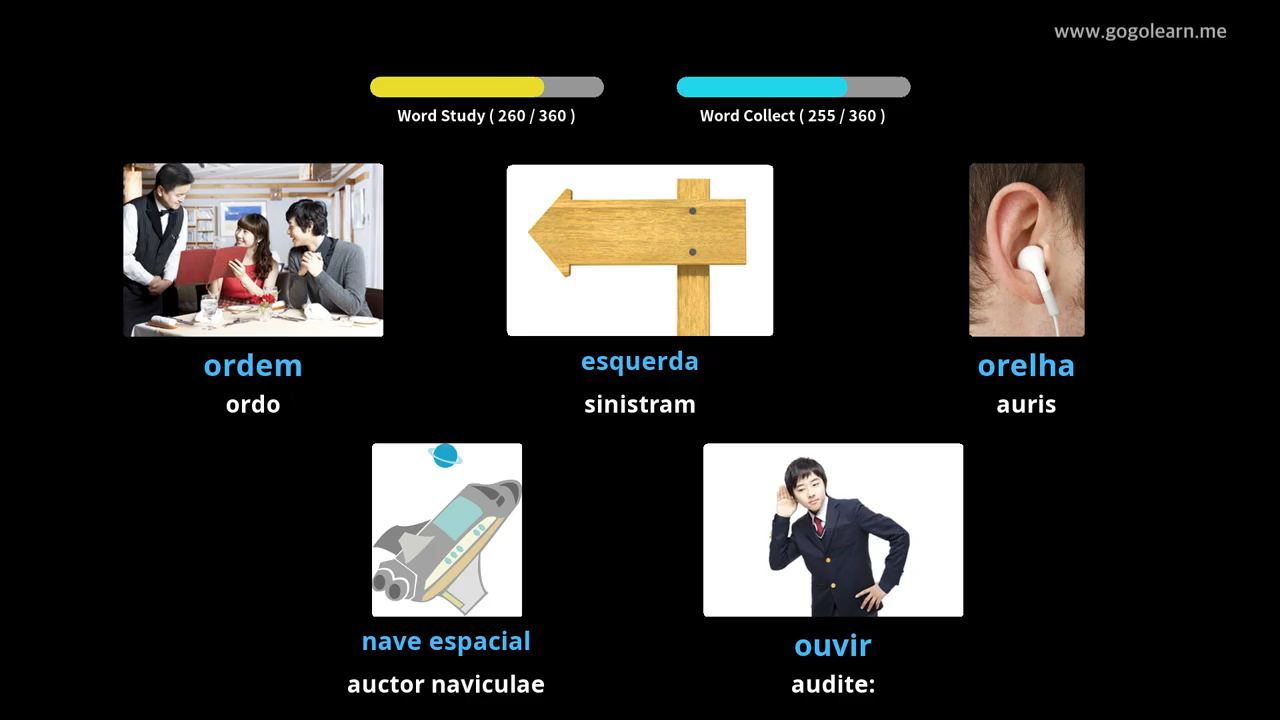 www.gogolearn.me
Word Study ( 260 / 360 )
Word Collect ( 255 / 360 )
ordem
ordo
esquerda
sinistram
orelha
auris
nave espacial
auctor naviculae
ouvir
audite: